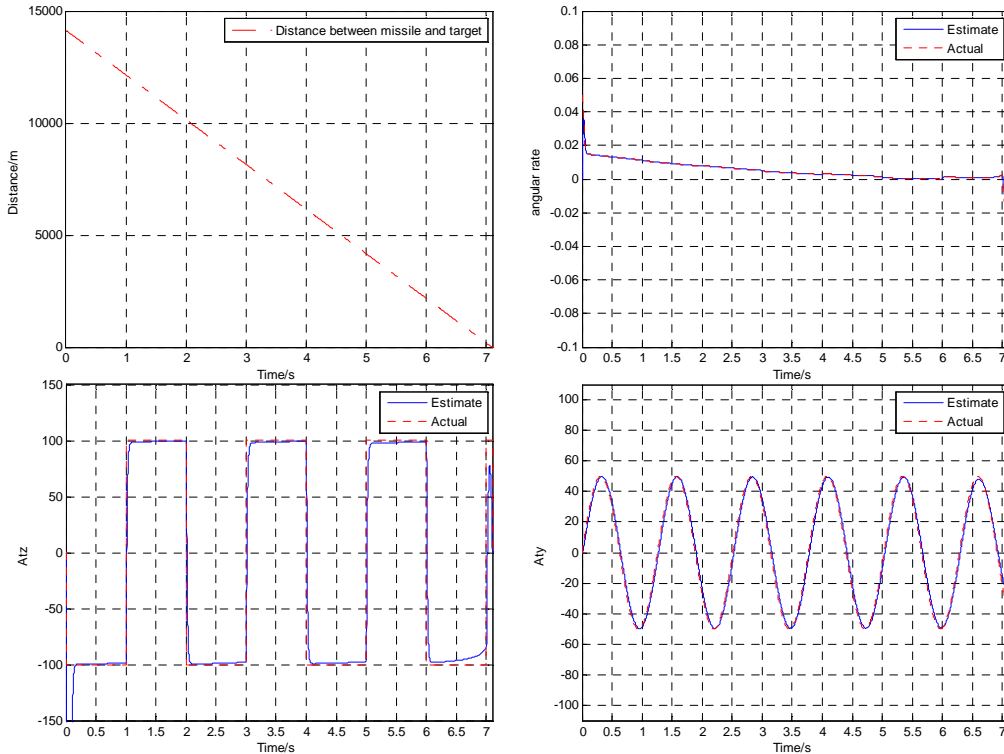 15000
10000
5000
0
Distance/m
Distance between missile and target
0 1 2 3 4 5 6 7
Time/s
0.1
0.08
0.06
0.04
0.02
0
-0.02
-0.04
-0.06
-0.08
-0.1
angular rate
Estimate
Actual
0 0.5 1 1.5 2 2.5 3 3.5 4 4.5 5 5.5 6 6.5 7
Time/s
150
100
50
0
-50
-100
-150
Atz
Estimate
Actual
0 0.5 1 1.5 2 2.5 3 3.5 4 4.5 5 5.5 6 6.5 7
Time/s
100
80
60
40
20
0
-20
-40
-60
-80
-100
Aty
Estimate
Actual
0 0.5 1 1.5 2 2.5 3 3.5 4 4.5 5 5.5 6 6.5 7
Time/s